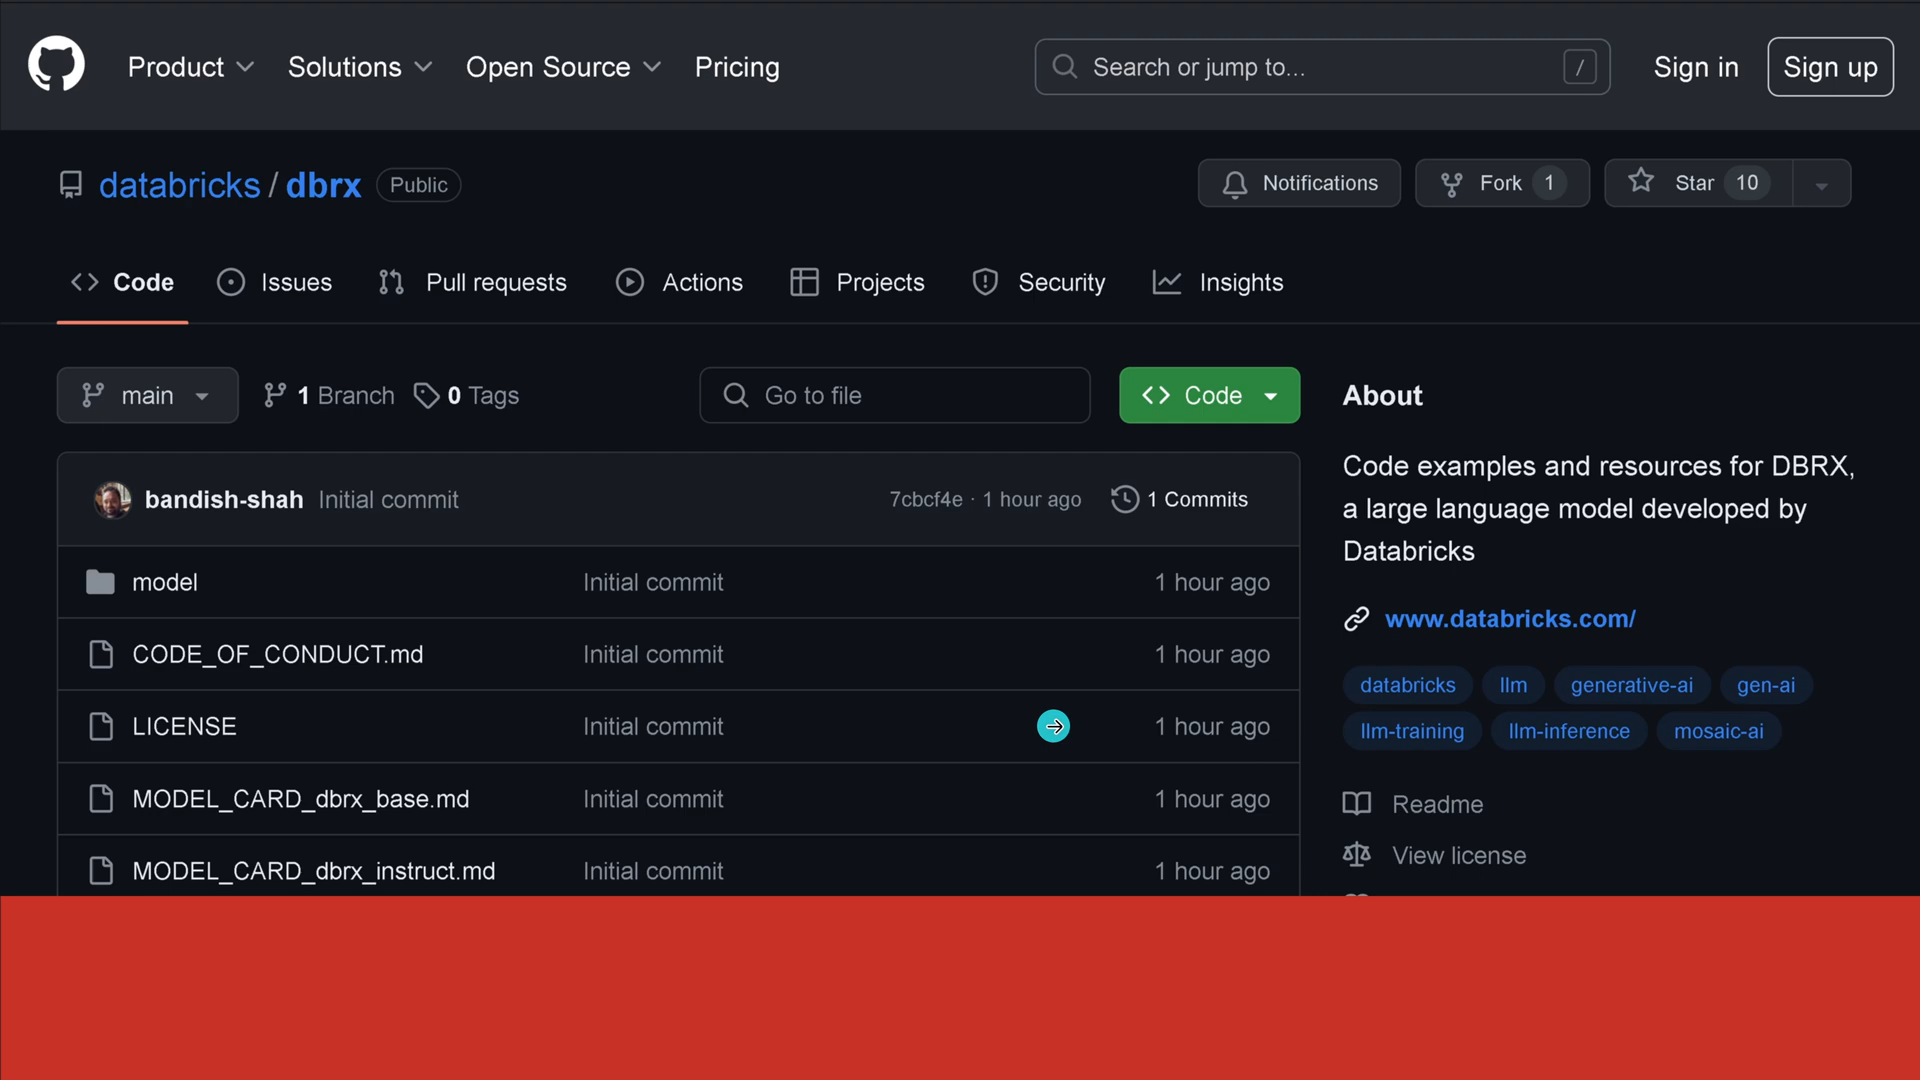 Product Solutions Open Source Pricing Search or jump to... / Sign in Sign up
databricks / dbrx Public Notifications Fork 1 Star 10
Code Issues Pull requests Actions Projects Security Insights
main 1 Branch 0 Tags Go to file Code
bandish-shah Initial commit 7cbcf4e · 1 hour ago 1 Commits
model Initial commit 1 hour ago
CODE_OF_CONDUCT.md Initial commit 1 hour ago
LICENSE Initial commit 1 hour ago
MODEL_CARD_dbrx_base.md Initial commit 1 hour ago
MODEL_CARD_dbrx_instruct.md Initial commit 1 hour ago
About
Code examples and resources for DBRX,
a large language model developed by
Databricks
www.databricks.com/
databricks llm generative-ai gen-ai
llm-training llm-inference mosaic-ai
Readme
View license